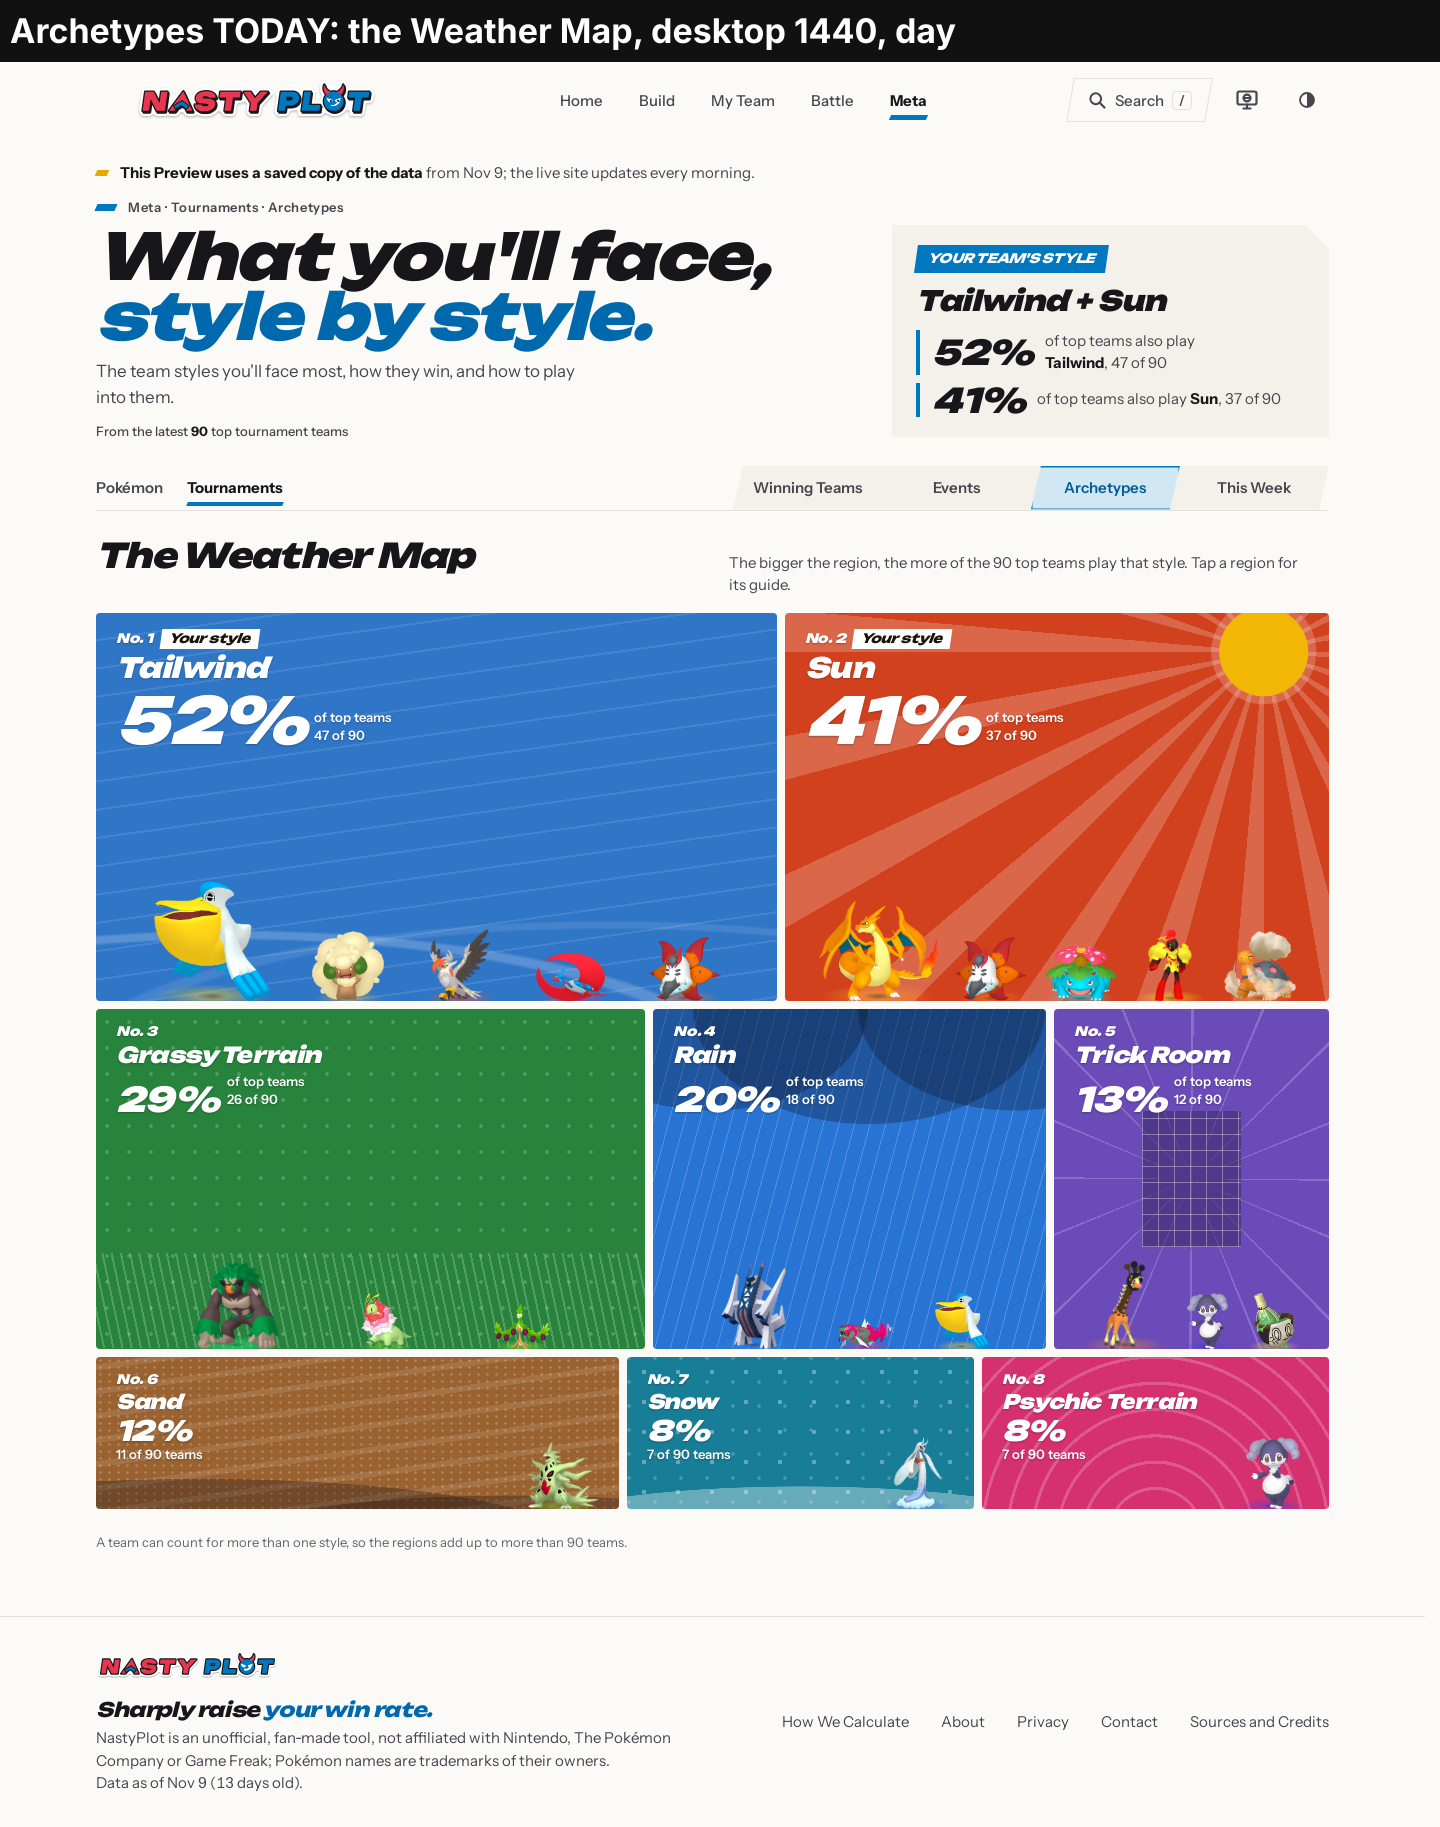 Archetypes TODAY: the Weather Map, desktop 1440, day
NASTY PLOT
Home
Build
My Team
Battle
Meta
Search /
This Preview uses a saved copy of the data from Nov 9; the live site updates every morning.
Meta · Tournaments · Archetypes
What you'll face,
style by style.
The team styles you'll face most, how they win, and how to play
into them.
From the latest 90 top tournament teams
YOUR TEAM'S STYLE
Tailwind + Sun
52% of top teams also play
Tailwind, 47 of 90
41% of top teams also play Sun, 37 of 90
Pokémon
Tournaments
Winning Teams
Events
Archetypes
This Week
The Weather Map
The bigger the region, the more of the 90 top teams play that style. Tap a region for
its guide.
No. 1 Your style
Tailwind
52% of top teams
47 of 90
No. 2 Your style
Sun
41% of top teams
37 of 90
No. 3
Grassy Terrain
29% of top teams
26 of 90
No. 4
Rain
20% of top teams
18 of 90
No. 5
Trick Room
13% of top teams
12 of 90
No. 6
Sand
12%
11 of 90 teams
No. 7
Snow
8%
7 of 90 teams
No. 8
Psychic Terrain
8%
7 of 90 teams
A team can count for more than one style, so the regions add up to more than 90 teams.
NASTY PLOT
Sharply raise your win rate.
NastyPlot is an unofficial, fan-made tool, not affiliated with Nintendo, The Pokémon
Company or Game Freak; Pokémon names are trademarks of their owners.
Data as of Nov 9 (13 days old).
How We Calculate
About
Privacy
Contact
Sources and Credits